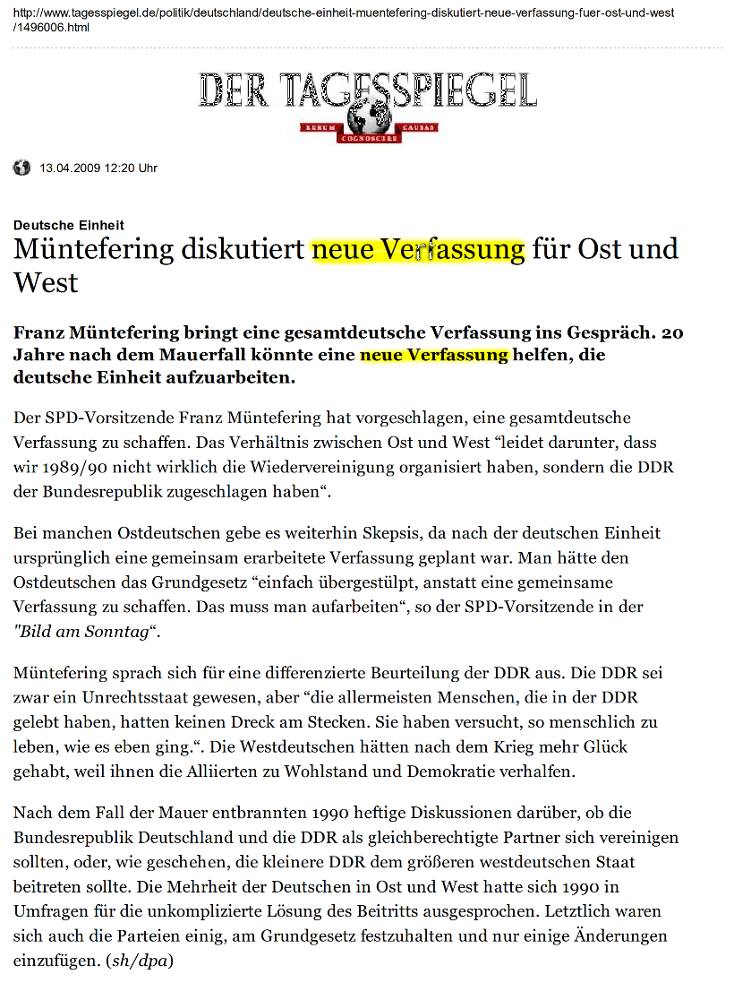 http://www.tagesspiegel.de/politik/deutschland/deutsche-einheit-muentefering-diskutiert-neue-verfassung-fuer-ost-und-west
/1496006.html
DER TAGESSPIEGEL
RERUM CAUSAS
COGNOSCERE
13.04.2009 12:20 Uhr
Deutsche Einheit
Müntefering diskutiert neue Verfassung für Ost und
West
Franz Müntefering bringt eine gesamtdeutsche Verfassung ins Gespräch. 20
Jahre nach dem Mauerfall könnte eine neue Verfassung helfen, die
deutsche Einheit aufzuarbeiten.
Der SPD-Vorsitzende Franz Müntefering hat vorgeschlagen, eine gesamtdeutsche
Verfassung zu schaffen. Das Verhältnis zwischen Ost und West “leidet darunter, dass
wir 1989/90 nicht wirklich die Wiedervereinigung organisiert haben, sondern die DDR
der Bundesrepublik zugeschlagen haben“.
Bei manchen Ostdeutschen gebe es weiterhin Skepsis, da nach der deutschen Einheit
ursprünglich eine gemeinsam erarbeitete Verfassung geplant war. Man hätte den
Ostdeutschen das Grundgesetz “einfach übergestülpt, anstatt eine gemeinsame
Verfassung zu schaffen. Das muss man aufarbeiten“, so der SPD-Vorsitzende in der
"Bild am Sonntag“.
Müntefering sprach sich für eine differenzierte Beurteilung der DDR aus. Die DDR sei
zwar ein Unrechtsstaat gewesen, aber “die allermeisten Menschen, die in der DDR
gelebt haben, hatten keinen Dreck am Stecken. Sie haben versucht, so menschlich zu
leben, wie es eben ging.“. Die Westdeutschen hätten nach dem Krieg mehr Glück
gehabt, weil ihnen die Alliierten zu Wohlstand und Demokratie verhalfen.
Nach dem Fall der Mauer entbrannten 1990 heftige Diskussionen darüber, ob die
Bundesrepublik Deutschland und die DDR als gleichberechtigte Partner sich vereinigen
sollten, oder, wie geschehen, die kleinere DDR dem größeren westdeutschen Staat
beitreten sollte. Die Mehrheit der Deutschen in Ost und West hatte sich 1990 in
Umfragen für die unkomplizierte Lösung des Beitritts ausgesprochen. Letztlich waren
sich auch die Parteien einig, am Grundgesetz festzuhalten und nur einige Änderungen
einzufügen. (sh/dpa)